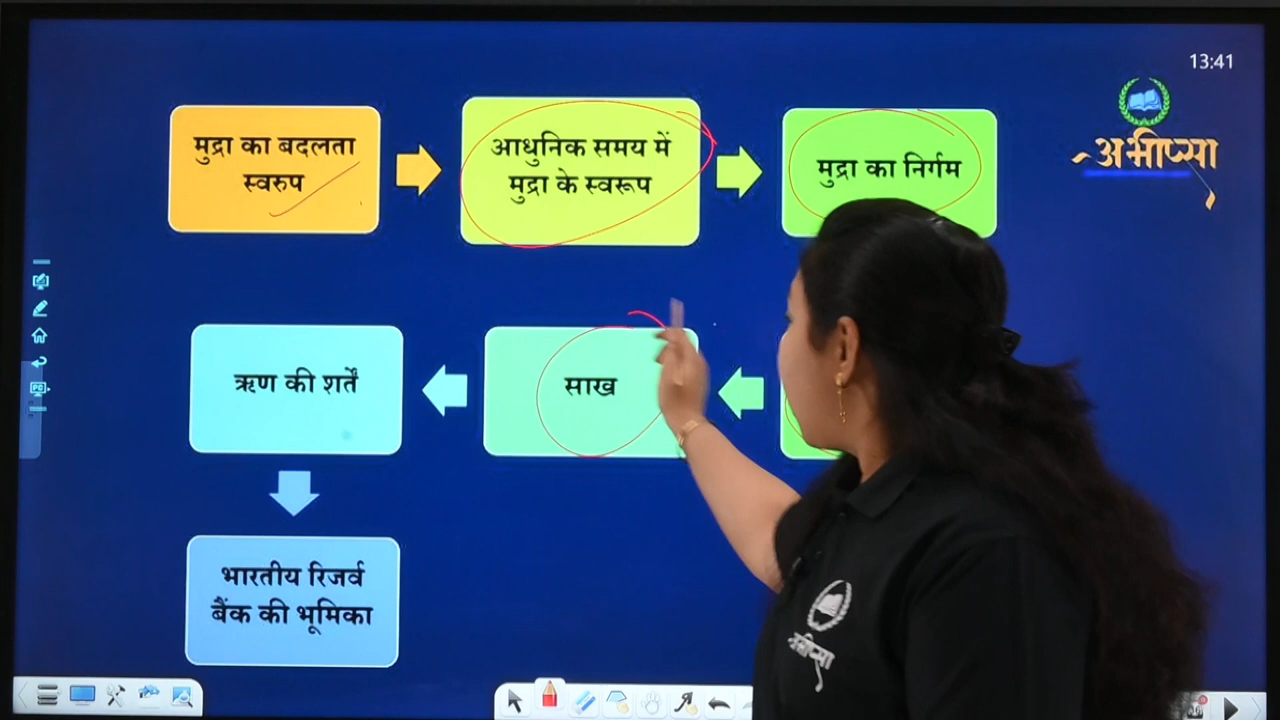 13:41
अभीप्सा
मुद्रा का बदलता
स्वरुप
आधुनिक समय में
मुद्रा के स्वरूप
मुद्रा का निर्गम
साख
ऋण की शर्तें
भारतीय रिजर्व
बैंक की भूमिका
अभीप्सा